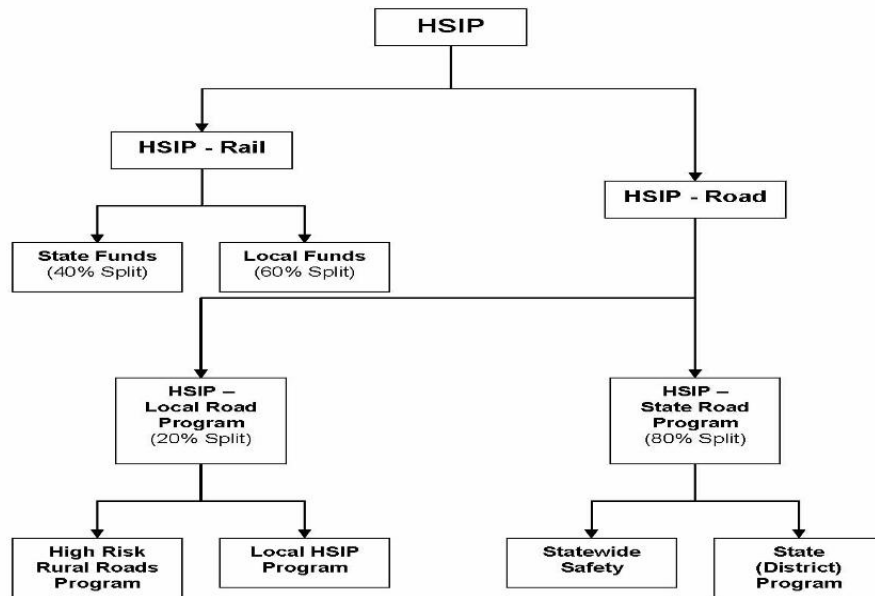 HSIP
HSIP - Rail
HSIP - Road
State Funds
(40% Split)
Local Funds
(60% Split)
HSIP –
Local Road
Program
(20% Split)
HSIP –
State Road
Program
(80% Split)
High Risk
Rural Roads
Program
Local HSIP
Program
Statewide
Safety
State
(District)
Program